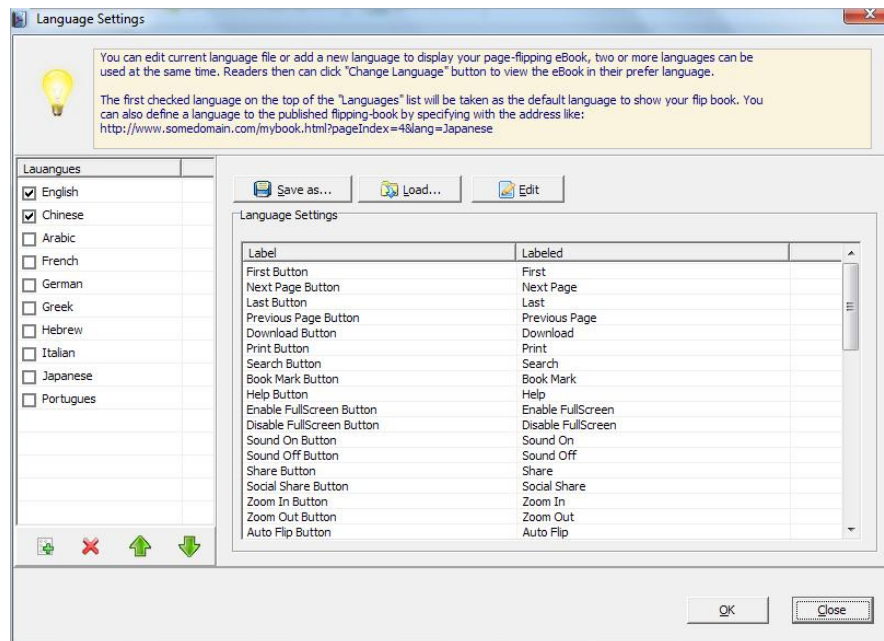 Language Settings
You can edit current language file or add a new language to display your page-flipping eBook, two or more languages can be
used at the same time. Readers then can click "Change Language" button to view the eBook in their prefer language.
The first checked language on the top of the "Languages" list will be taken as the default language to show your flip book. You
can also define a language to the published flipping-book by specifying with the address like:
http://www.somedomain.com/mybook.html?pageIndex=4&lang=Japanese
Lauangues
English
Chinese
Arabic
French
German
Greek
Hebrew
Italian
Japanese
Portugues
Save as... Load... Edit
Language Settings
Label Labeled
First Button First
Next Page Button Next Page
Last Button Last
Previous Page Button Previous Page
Download Button Download
Print Button Print
Search Button Search
Book Mark Button Book Mark
Help Button Help
Enable FullScreen Button Enable FullScreen
Disable FullScreen Button Disable FullScreen
Sound On Button Sound On
Sound Off Button Sound Off
Share Button Share
Social Share Button Social Share
Zoom In Button Zoom In
Zoom Out Button Zoom Out
Auto Flip Button Auto Flip
OK Close